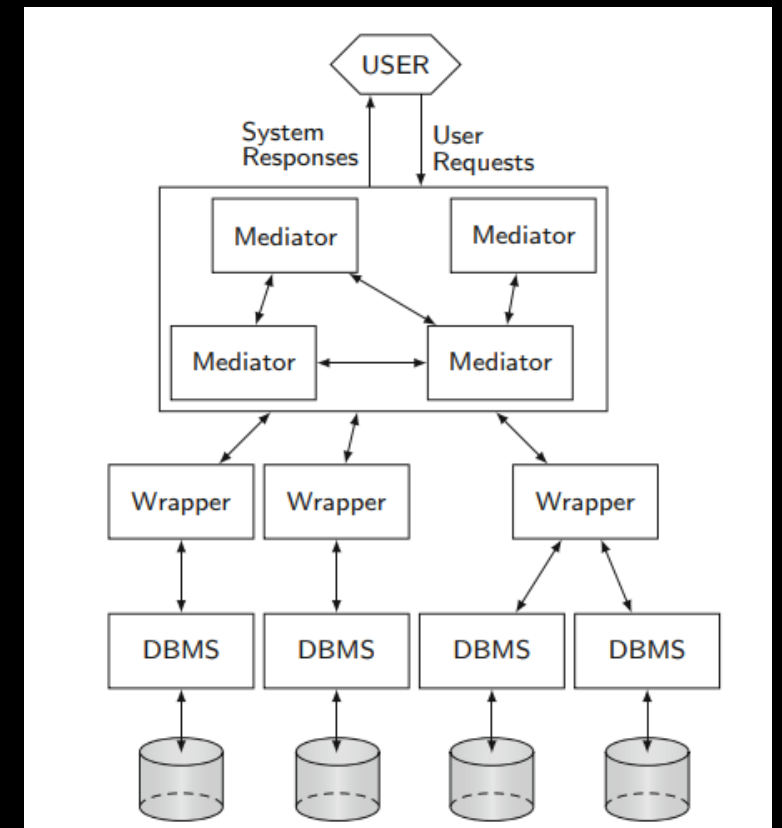 USER
System
Responses
User
Requests
Mediator
Mediator
Mediator
Mediator
Wrapper
Wrapper
Wrapper
DBMS
DBMS
DBMS
DBMS